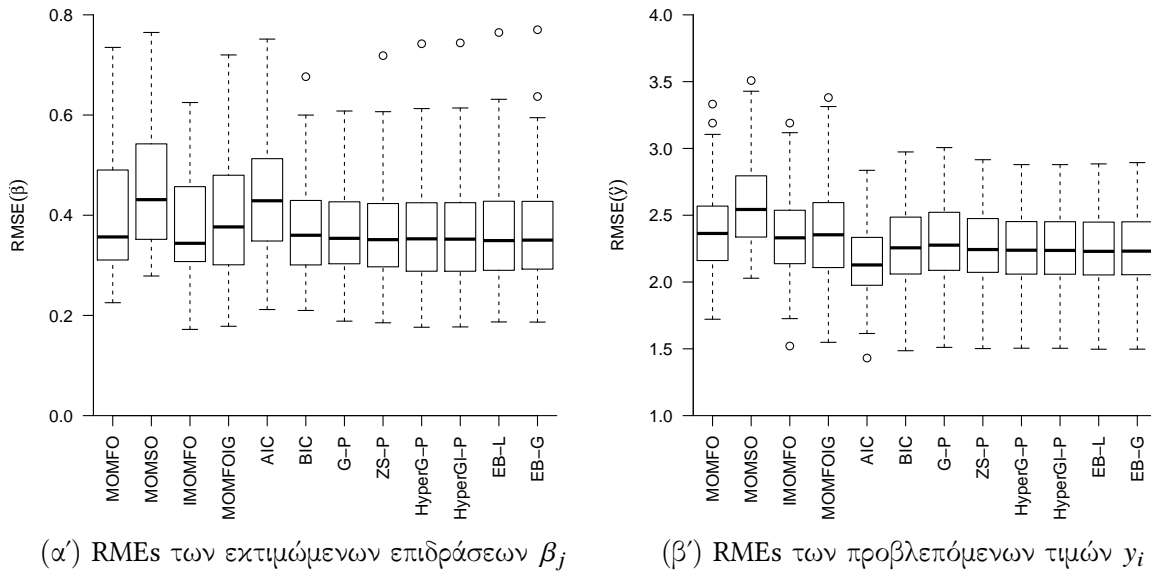 RMSE(β)
0.8
0.6
0.4
0.2
0.0
MOMFO MOMSO IMOMFO MOMFOIG AIC BIC G−P ZS−P HyperG−P HyperGI−P EB−L EB−G
(α΄) RMEs των εκτιμώμενων επιδράσεων βj
RMSE(ŷ)
4.0
3.5
3.0
2.5
2.0
1.5
1.0
MOMFO MOMSO IMOMFO MOMFOIG AIC BIC G−P ZS−P HyperG−P HyperGI−P EB−L EB−G
(β΄) RMEs των προβλεπόμενων τιμών yi